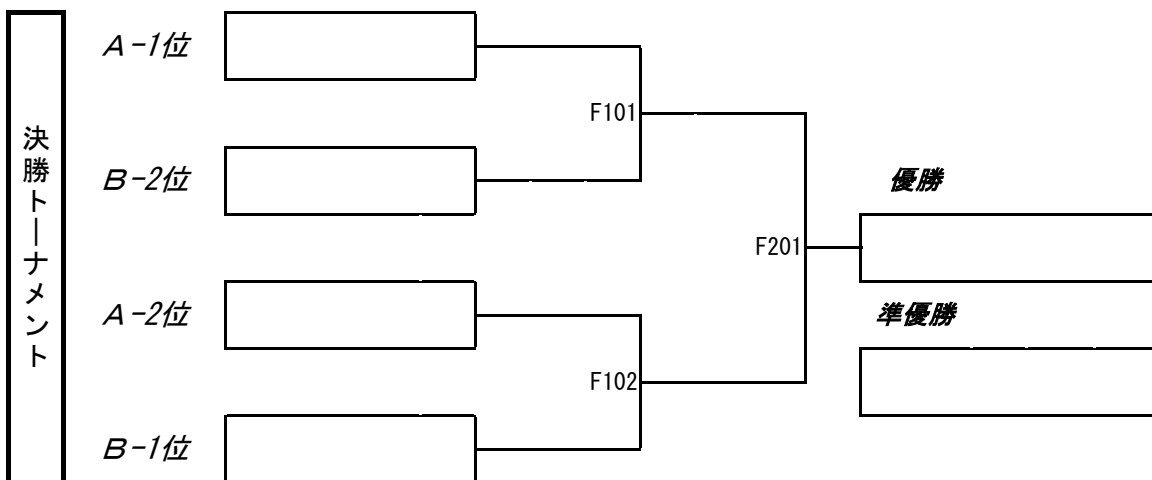 決勝トーナメント
A-1位
F101
B-2位
優勝
F201
A-2位
準優勝
F102
B-1位